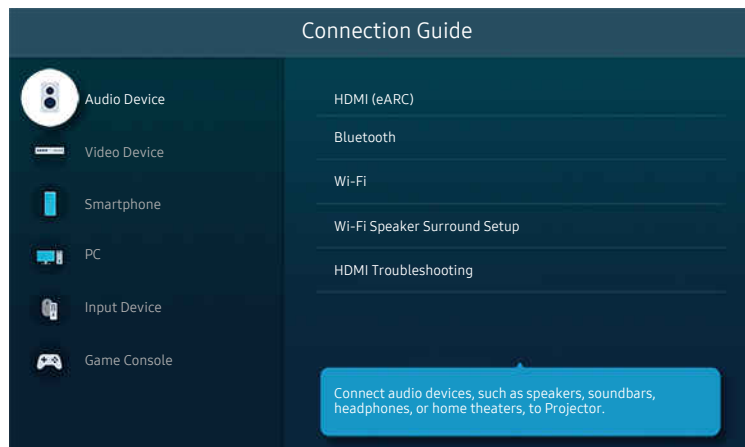 Connection Guide
Audio Device
Video Device
Smartphone
PC
Input Device
Game Console
HDMI (eARC)
Bluetooth
Wi-Fi
Wi-Fi Speaker Surround Setup
HDMI Troubleshooting
Connect audio devices, such as speakers, soundbars,
headphones, or home theaters, to Projector.